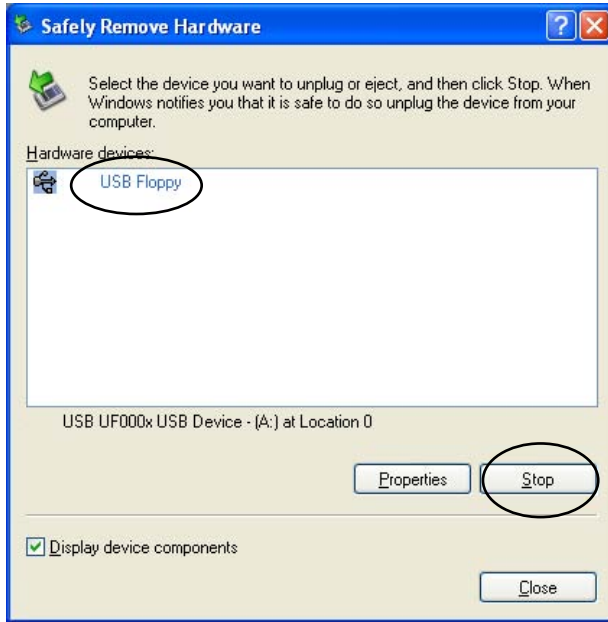 Safely Remove Hardware
Select the device you want to unplug or eject, and then click Stop. When
Windows notifies you that it is safe to do so unplug the device from your
computer.
Hardware devices:
USB Floppy
USB UF000x USB Device - (A:) at Location 0
Properties Stop
Display device components
Close